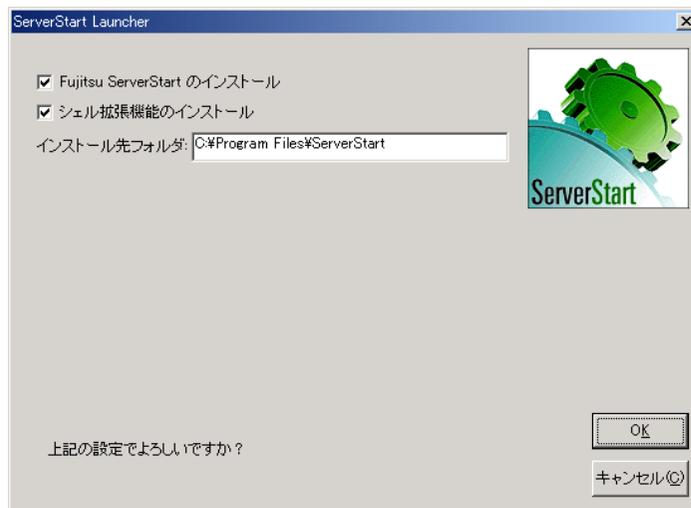 ServerStart Launcher
Fujitsu ServerStart のインストール
シェル拡張機能のインストール
インストール先フォルダ: C:¥Program Files¥ServerStart
ServerStart
上記の設定でよろしいですか？
OK
キャンセル(C)